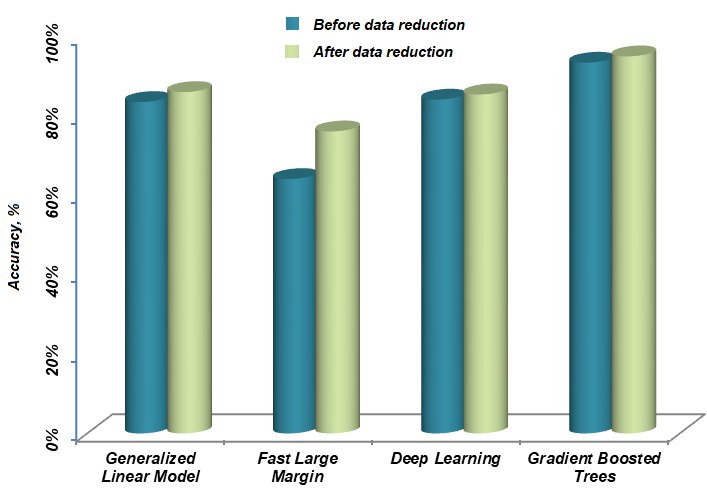 Before data reduction
After data reduction
Accuracy, %
100%
80%
60%
40%
20%
0%
Generalized
Linear Model
Fast Large
Margin
Deep Learning
Gradient Boosted
Trees